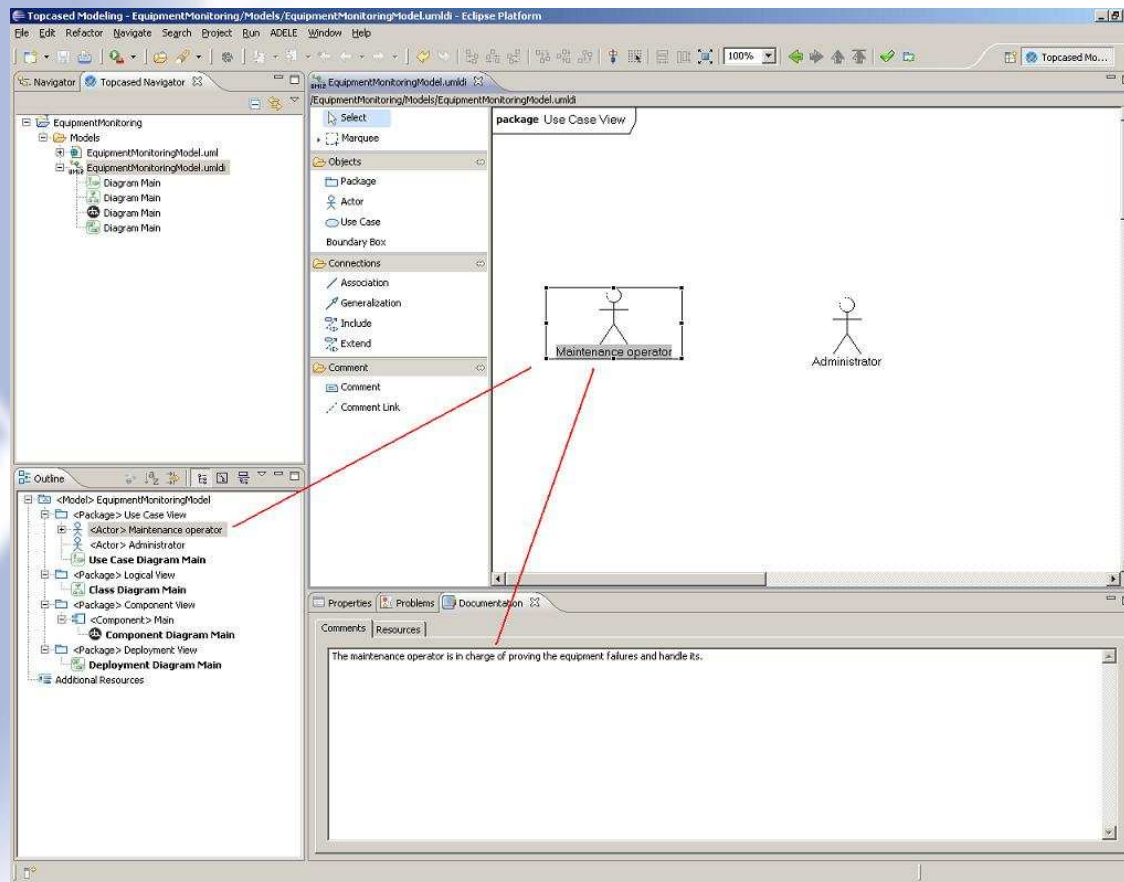 Topcased Modeling - EquipmentMonitoring/Models/EquipmentMonitoringModel.umldi - Eclipse Platform
File Edit Refactor Navigate Search Project Run ADELE Window Help
100%
Topcased Mo...
Navigator
Topcased Navigator
EquipmentMonitoring
Models
EquipmentMonitoringModel.uml
EquipmentMonitoringModel.umldi
Diagram Main
Diagram Main
Diagram Main
Diagram Main
EquipmentMonitoringModel.umldi
/EquipmentMonitoring/Models/EquipmentMonitoringModel.umldi
Select
Marquee
Objects
Package
Actor
Use Case
Boundary Box
Connections
Association
Generalization
Include
Extend
Comment
Comment
Comment Link
package Use Case View
Maintenance operator
Administrator
Outline
<Model> EquipmentMonitoringModel
<Package> Use Case View
<Actor> Maintenance operator
<Actor> Administrator
Use Case Diagram Main
<Package> Logical View
Class Diagram Main
<Package> Component View
<Component> Main
Component Diagram Main
<Package> Deployment View
Deployment Diagram Main
Additional Resources
Properties Problems Documentation
Comments Resources
The maintenance operator is in charge of proving the equipment failures and handle its.